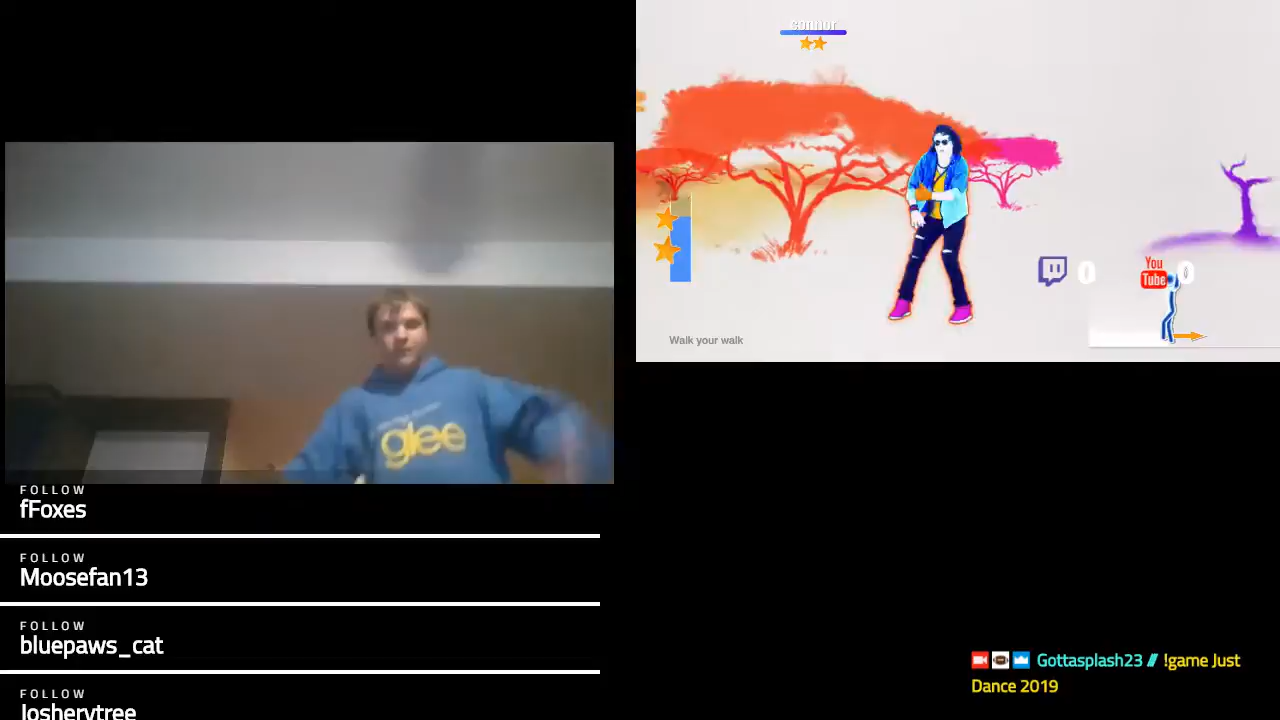 connor
Walk your walk
0
You
Tube
0
glee
FOLLOW
fFoxes
FOLLOW
Moosefan13
FOLLOW
bluepaws_cat
FOLLOW
Josherytree
Gottasplash23 // !game Just
Dance 2019